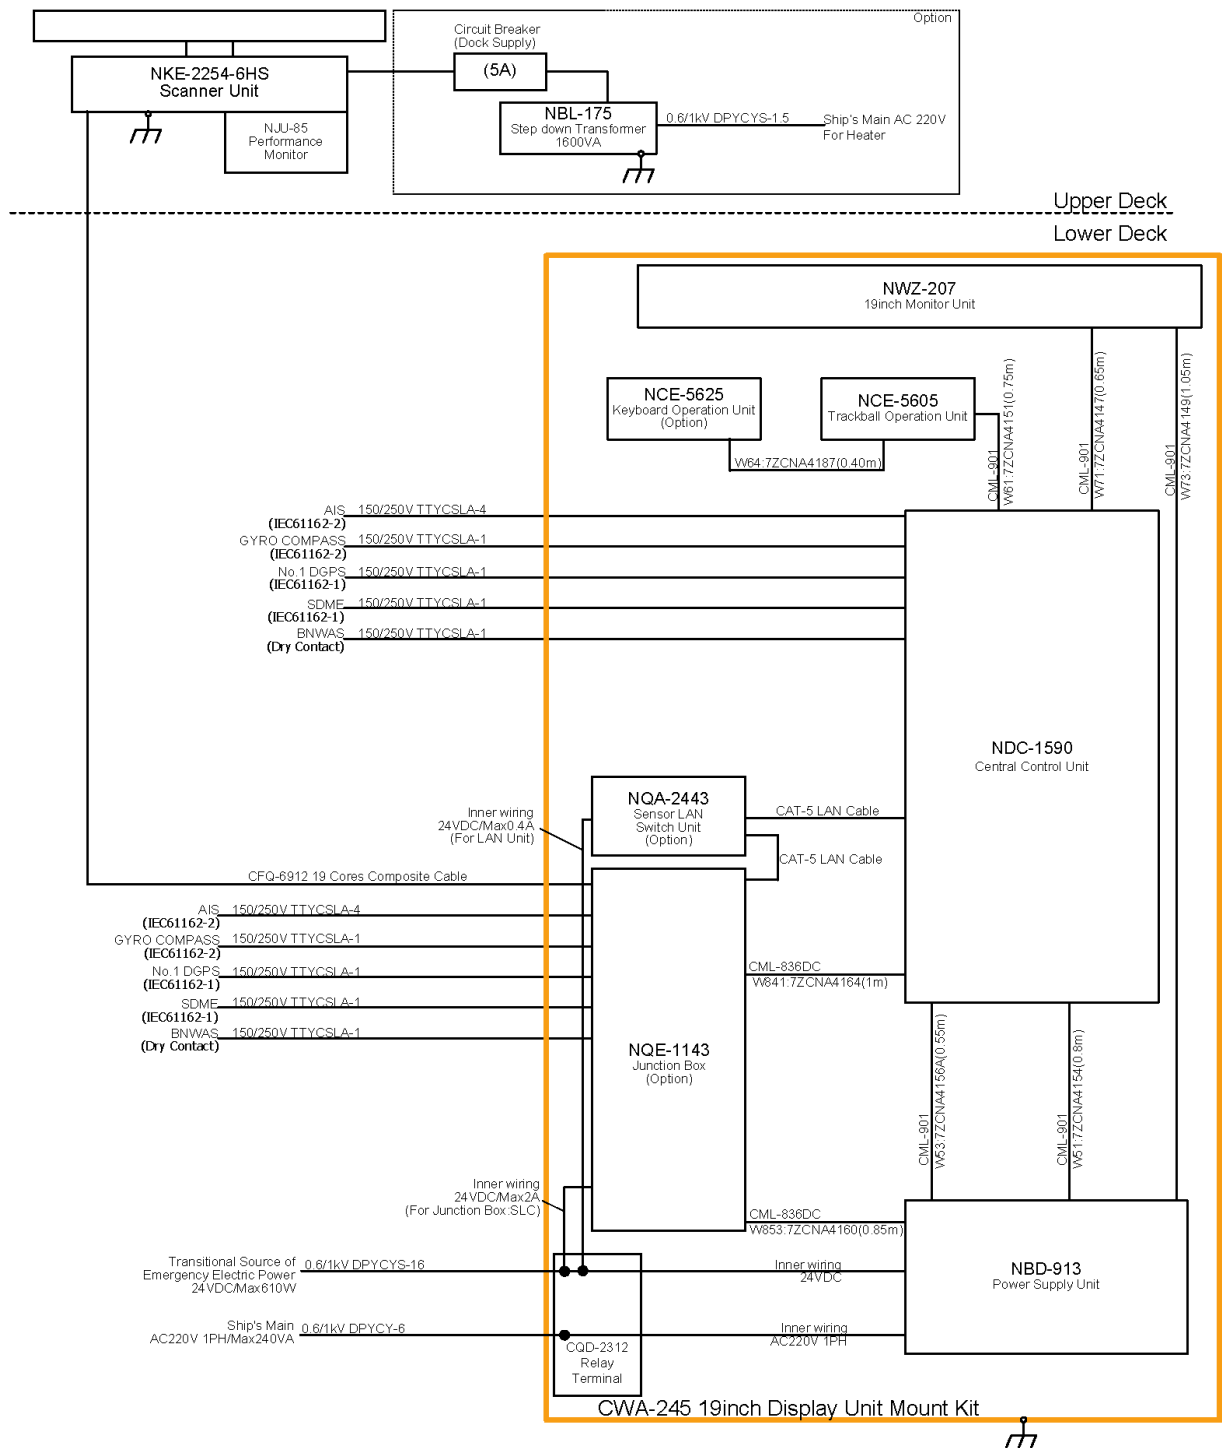 Option
Circuit Breaker
(Dock Supply)
(5A)
NKE-2254-6HS
Scanner Unit
NJU-85
Performance
Monitor
NBL-175
Step down Transformer
1600VA
0.6/1kV DPYCYS-1.5
Ship's Main AC 220V
For Heater
Upper Deck
Lower Deck
NWZ-207
19inch Monitor Unit
NCE-5625
Keyboard Operation Unit
(Option)
NCE-5605
Trackball Operation Unit
W64:7ZCNA4187(0.40m)
CML-901
W61:7ZCNA4151(0.75m)
CML-901
W71:7ZCNA4147(0.65m)
CML-901
W73:7ZCNA4149(1.05m)
AIS 150/250V TTYCSLA-4
(IEC61162-2)
GYRO COMPASS 150/250V TTYCSLA-1
(IEC61162-2)
No.1 DGPS 150/250V TTYCSLA-1
(IEC61162-1)
SDME 150/250V TTYCSLA-1
(IEC61162-1)
BNWAS 150/250V TTYCSLA-1
(Dry Contact)
NDC-1590
Central Control Unit
NQA-2443
Sensor LAN
Switch Unit
(Option)
CAT-5 LAN Cable
CAT-5 LAN Cable
Inner wiring
24VDC/Max0.4A
(For LAN Unit)
CFQ-6912 19 Cores Composite Cable
AIS 150/250V TTYCSLA-4
(IEC61162-2)
GYRO COMPASS 150/250V TTYCSLA-1
(IEC61162-2)
No.1 DGPS 150/250V TTYCSLA-1
(IEC61162-1)
SDME 150/250V TTYCSLA-1
(IEC61162-1)
BNWAS 150/250V TTYCSLA-1
(Dry Contact)
NQE-1143
Junction Box
(Option)
CML-836DC
W841:7ZCNA4164(1m)
CML-901
W53:7ZCNA4156A(0.55m)
CML-901
W51:7ZCNA4154(0.8m)
Inner wiring
24VDC/Max2A
(For Junction Box:SLC)
CML-836DC
W853:7ZCNA4160(0.85m)
Transitional Source of
Emergency Electric Power
24VDC/Max610W
0.6/1kV DPYCYS-16
Inner wiring
24VDC
NBD-913
Power Supply Unit
Ship's Main
AC220V 1PH/Max240VA
0.6/1kV DPYCY-6
Inner wiring
AC220V 1PH
CQD-2312
Relay
Terminal
CWA-245 19inch Display Unit Mount Kit